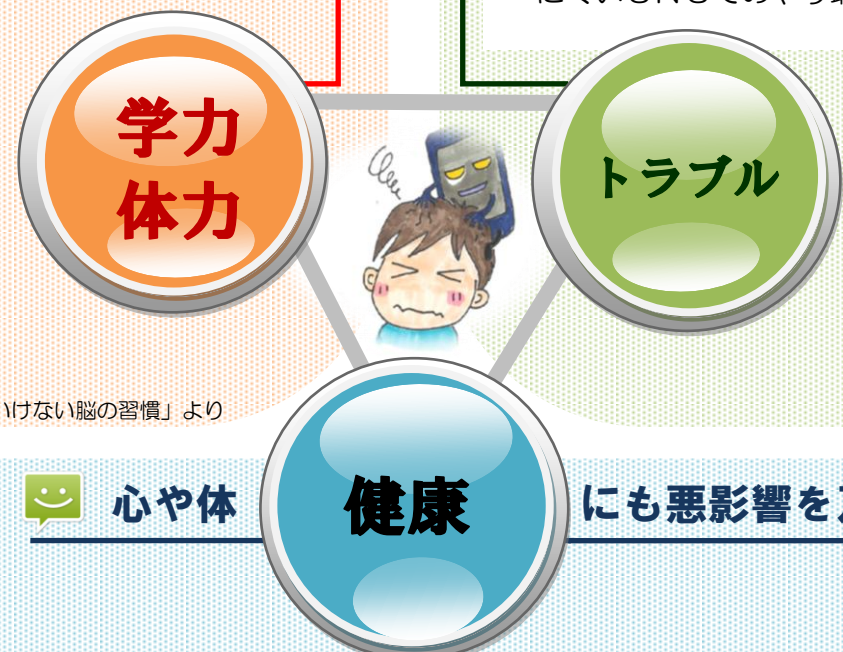 学力
体力
トラブル
いけない脳の習慣」より
心や体
健康
にも悪影響を